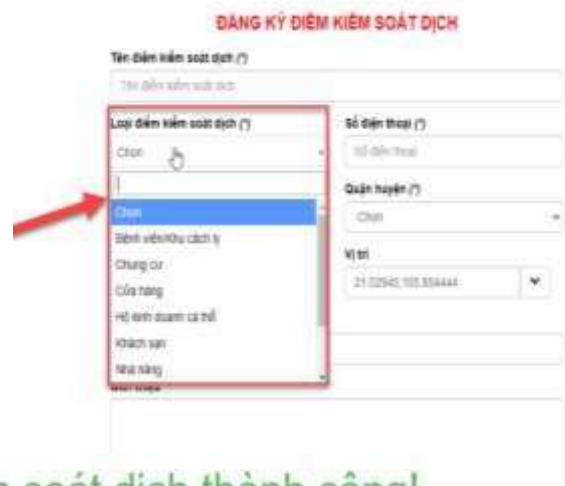 ĐĂNG KÝ ĐIỂM KIỂM SOÁT DỊCH
Tên điểm kiểm soát dịch (*)
Tên điểm kiểm soát dịch
Loại điểm kiểm soát dịch (*)
Số điện thoại (*)
Chọn
Số điện thoại
Quận huyện (*)
Chọn
Chọn
Bệnh viện/Khu cách ly
Vị trí
Chung cư
Cửa hàng
Hộ kinh doanh cá thể
Khách sạn
Nhà hàng
soát dịch thành công!